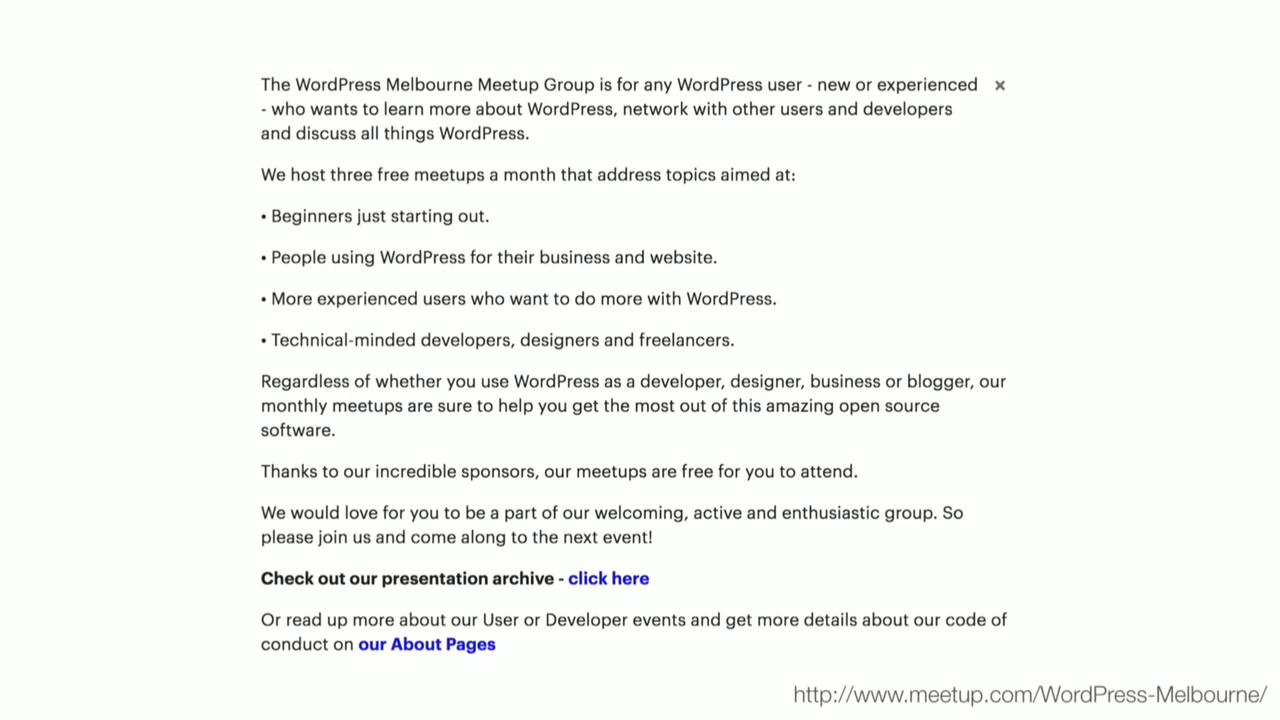 The WordPress Melbourne Meetup Group is for any WordPress user - new or experienced ×
- who wants to learn more about WordPress, network with other users and developers
and discuss all things WordPress.
We host three free meetups a month that address topics aimed at:
• Beginners just starting out.
• People using WordPress for their business and website.
• More experienced users who want to do more with WordPress.
• Technical-minded developers, designers and freelancers.
Regardless of whether you use WordPress as a developer, designer, business or blogger, our
monthly meetups are sure to help you get the most out of this amazing open source
software.
Thanks to our incredible sponsors, our meetups are free for you to attend.
We would love for you to be a part of our welcoming, active and enthusiastic group. So
please join us and come along to the next event!
Check out our presentation archive - click here
Or read up more about our User or Developer events and get more details about our code of
conduct on our About Pages
http://www.meetup.com/WordPress-Melbourne/